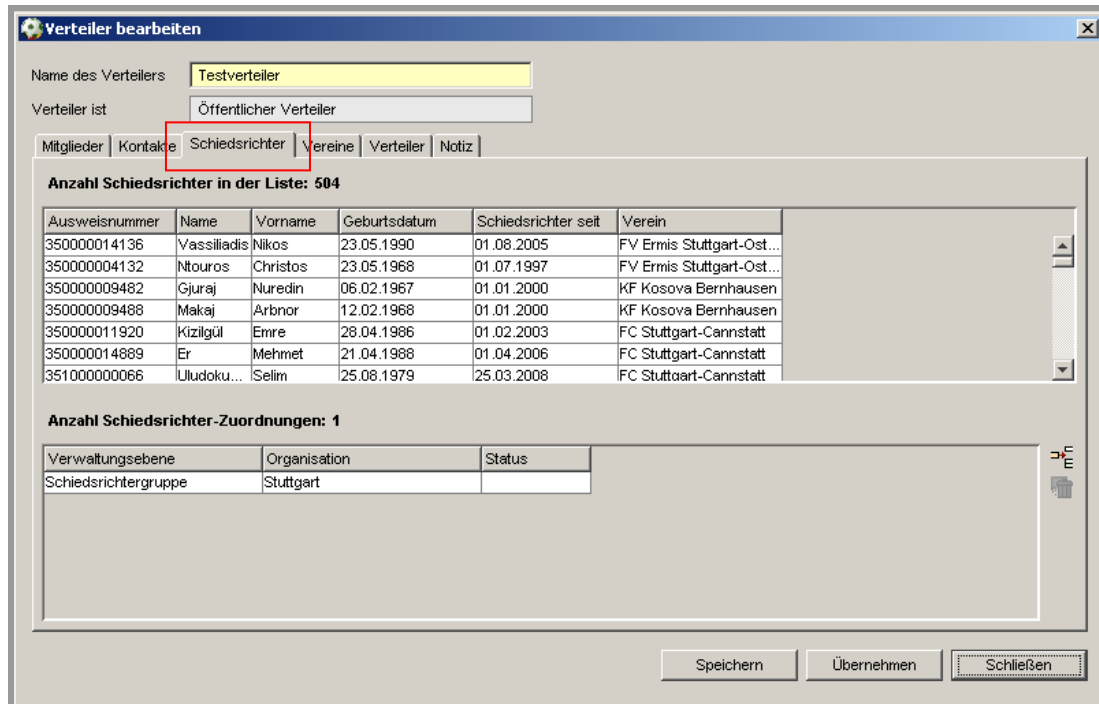 Verteiler bearbeiten
Name des Verteilers Testverteiler
Verteiler ist Öffentlicher Verteiler
Mitglieder Kontakte Schiedsrichter Vereine Verteiler Notiz
Anzahl Schiedsrichter in der Liste: 504
Ausweisnummer Name Vorname Geburtsdatum Schiedsrichter seit Verein
350000014136 Vassiliadis Nikos 23.05.1990 01.08.2005 FV Ermis Stuttgart-Ost...
350000004132 Ntouros Christos 23.05.1968 01.07.1997 FV Ermis Stuttgart-Ost...
350000009482 Gjuraj Nuredin 06.02.1967 01.01.2000 KF Kosova Bernhausen
350000009488 Makaj Arbnor 12.02.1968 01.01.2000 KF Kosova Bernhausen
350000011920 Kizilgül Emre 28.04.1986 01.02.2003 FC Stuttgart-Cannstatt
350000014889 Er Mehmet 21.04.1988 01.04.2006 FC Stuttgart-Cannstatt
351000000066 Uludoku... Selim 25.08.1979 25.03.2008 FC Stuttgart-Cannstatt
Anzahl Schiedsrichter-Zuordnungen: 1
Verwaltungsebene Organisation Status
Schiedsrichtergruppe Stuttgart
Speichern Übernehmen Schließen